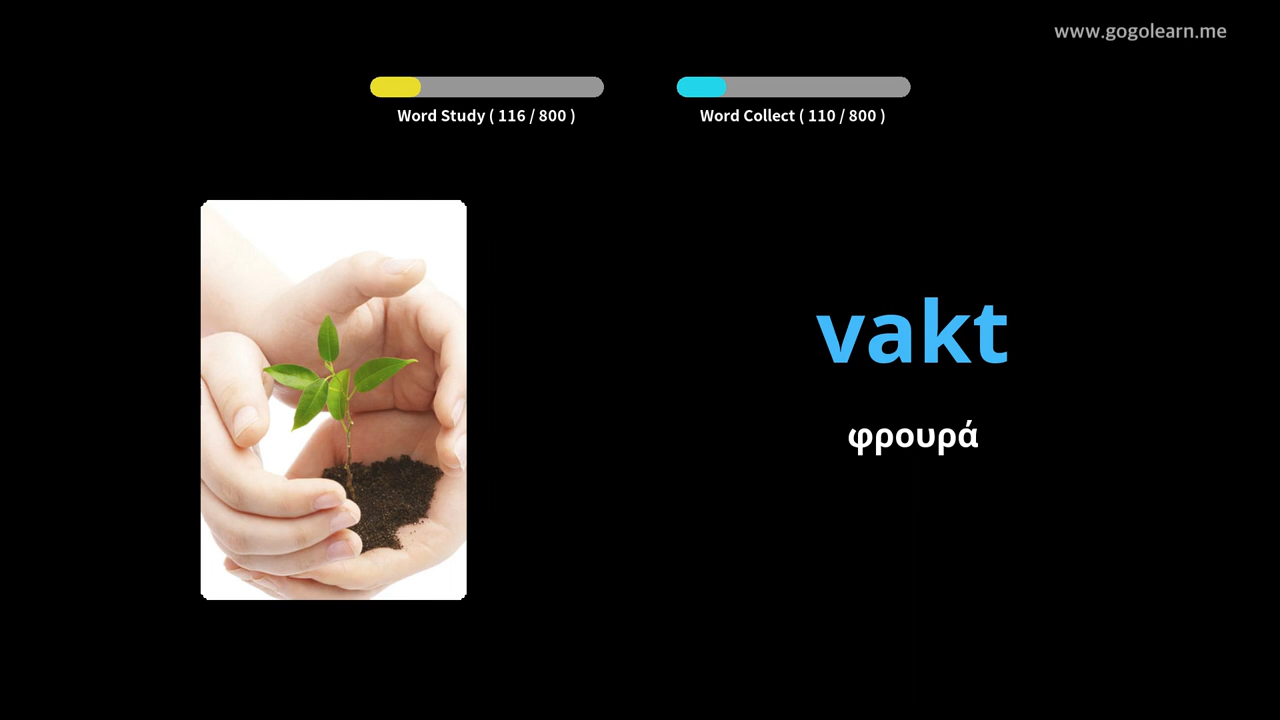 www.gogolearn.me
Word Study ( 116 / 800 )
Word Collect ( 110 / 800 )
vakt
φρουρά